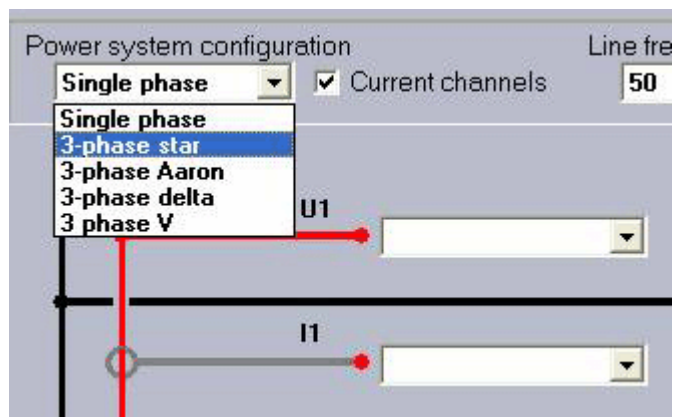 Power system configuration Line fre
Single phase Current channels 50
Single phase
3-phase star
3-phase Aaron
3-phase delta
3 phase V
U1
I1